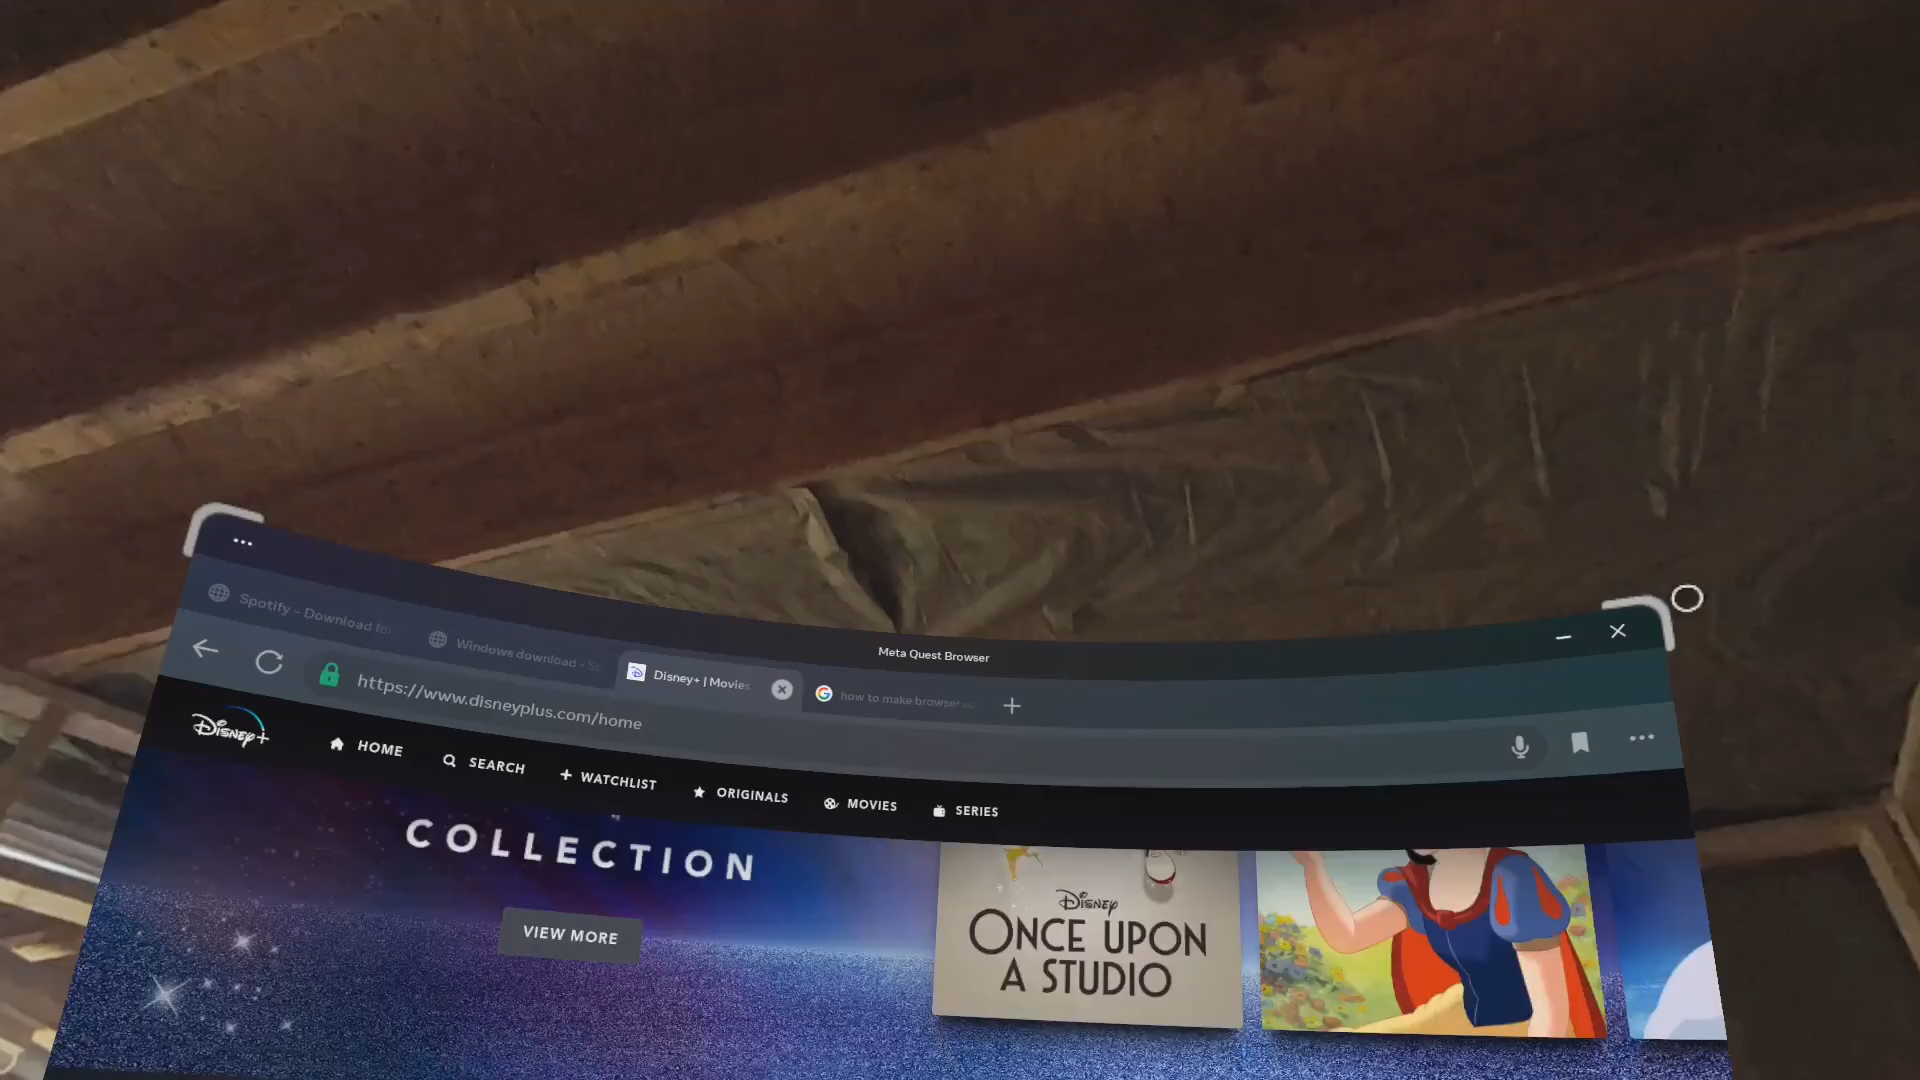 Meta Quest Browser
Spotify - Download for
Windows download - 
Disney+ | Movies
how to make browser
https://www.disneyplus.com/home
Disney+
HOME
SEARCH
WATCHLIST
ORIGINALS
MOVIES
SERIES
COLLECTION
VIEW MORE
Disney
ONCE UPON
A STUDIO